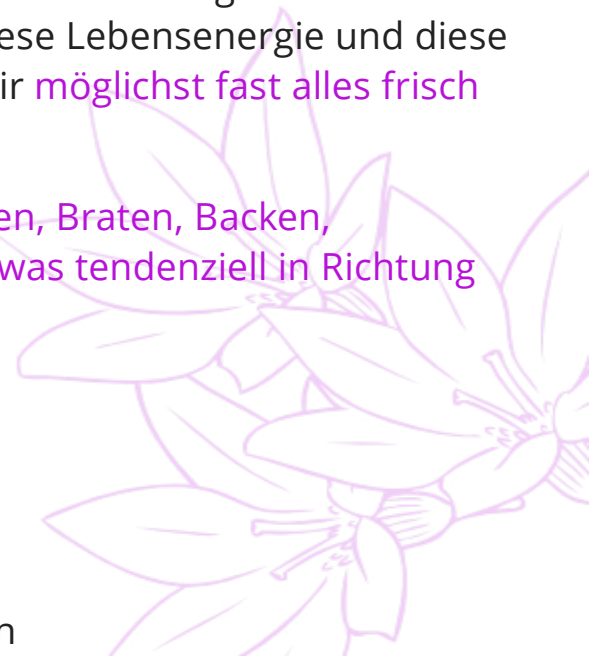 ese Lebensenergie und diese
ir möglichst fast alles frisch
en, Braten, Backen,
was tendenziell in Richtung
n